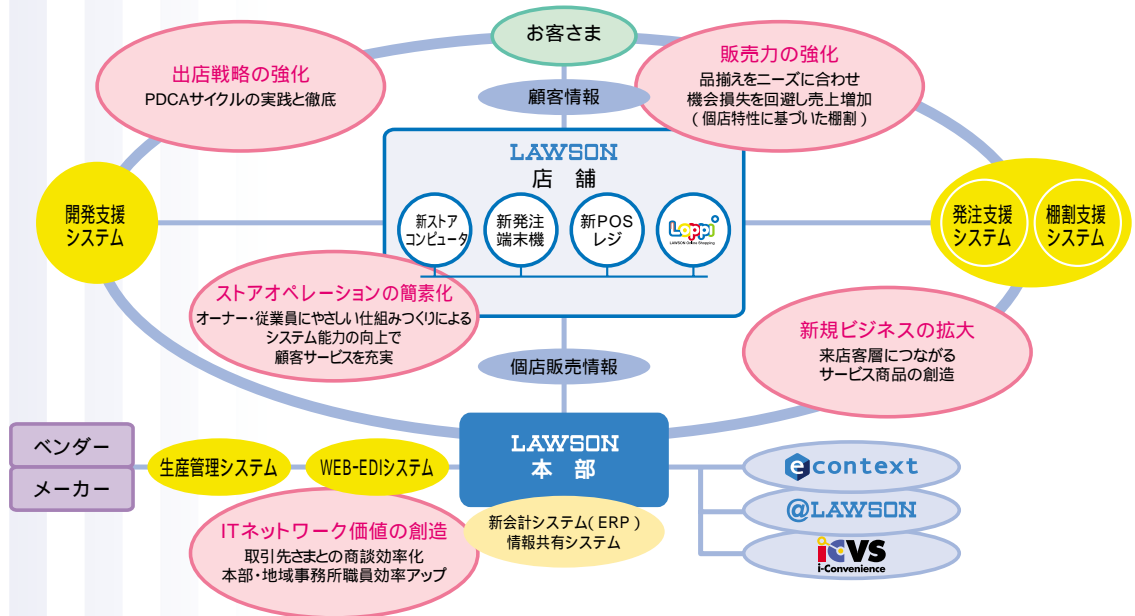 お客さま
出店戦略の強化
PDCAサイクルの実践と徹底
販売力の強化
品揃えをニーズに合わせ
機会損失を回避し売上増加
(個店特性に基づいた棚割)
顧客情報
LAWSON
店 舗
新ストア
コンピュータ
新発注
端末機
新POS
レジ
Loppi
LAWSON Online Shopping
開発支援
システム
発注支援
システム
棚割支援
システム
ストアオペレーションの簡素化
オーナー・従業員にやさしい仕組みつくりによる
システム能力の向上で
顧客サービスを充実
新規ビジネスの拡大
来店客層につながる
サービス商品の創造
個店販売情報
ベンダー
メーカー
生産管理システム
WEB-EDIシステム
LAWSON
本 部
新会計システム(ERP)
情報共有システム
ITネットワーク価値の創造
取引先さまとの商談効率化
本部・地域事務所職員効率アップ
econtext
@LAWSON
iCVS
i-Convenience